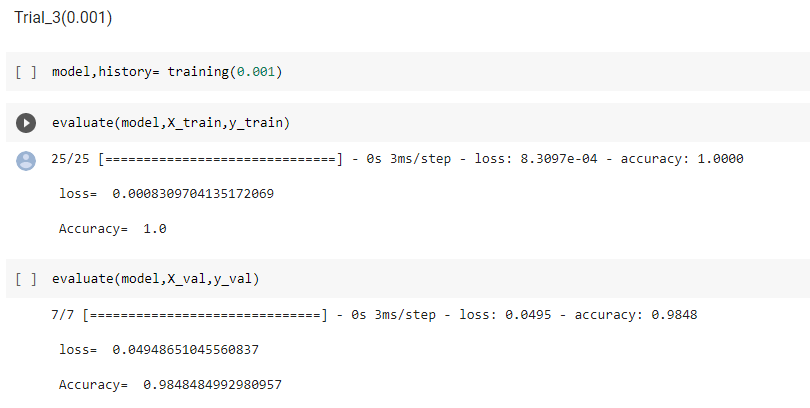 Trial_3(0.001)
[ ] model,history= training(0.001)
evaluate(model,X_train,y_train)
25/25 [==============================] - 0s 3ms/step - loss: 8.3097e-04 - accuracy: 1.0000
loss=  0.0008309704135172069
Accuracy=  1.0
[ ] evaluate(model,X_val,y_val)
7/7 [==============================] - 0s 3ms/step - loss: 0.0495 - accuracy: 0.9848
loss=  0.04948651045560837
Accuracy=  0.9848484992980957